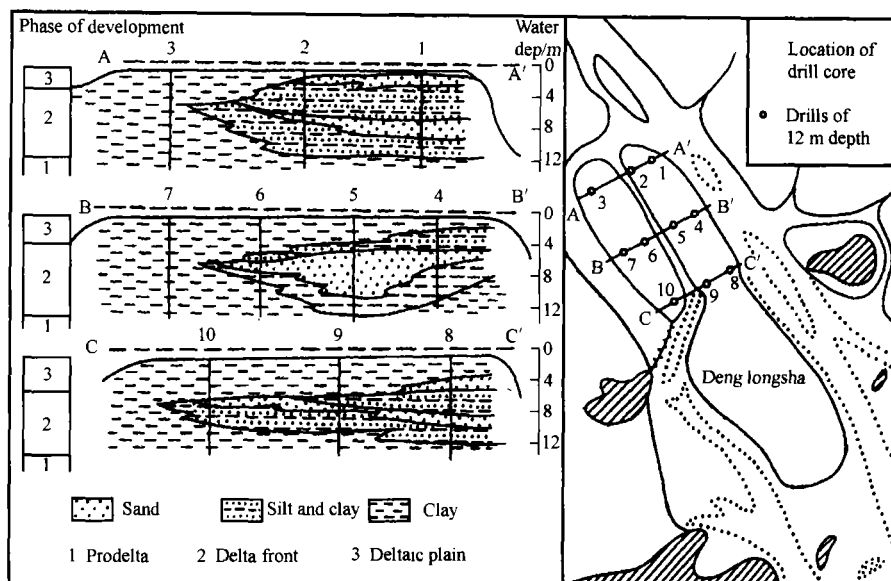 Phase of development
Water
dep/m
A 3 2 1 A′
3
2
1
0
4
8
12
B 7 6 5 4 B′
3
2
1
0
4
8
12
C 10 9 8 C′
3
2
1
0
4
8
12
Sand
Silt and clay
Clay
1 Prodelta
2 Delta front
3 Deltaic plain
Location of
drill core
Drills of
12 m depth
A′
1
2
3
A
B′
4
5
6
7
B
C′
8
9
10
C
Deng longsha